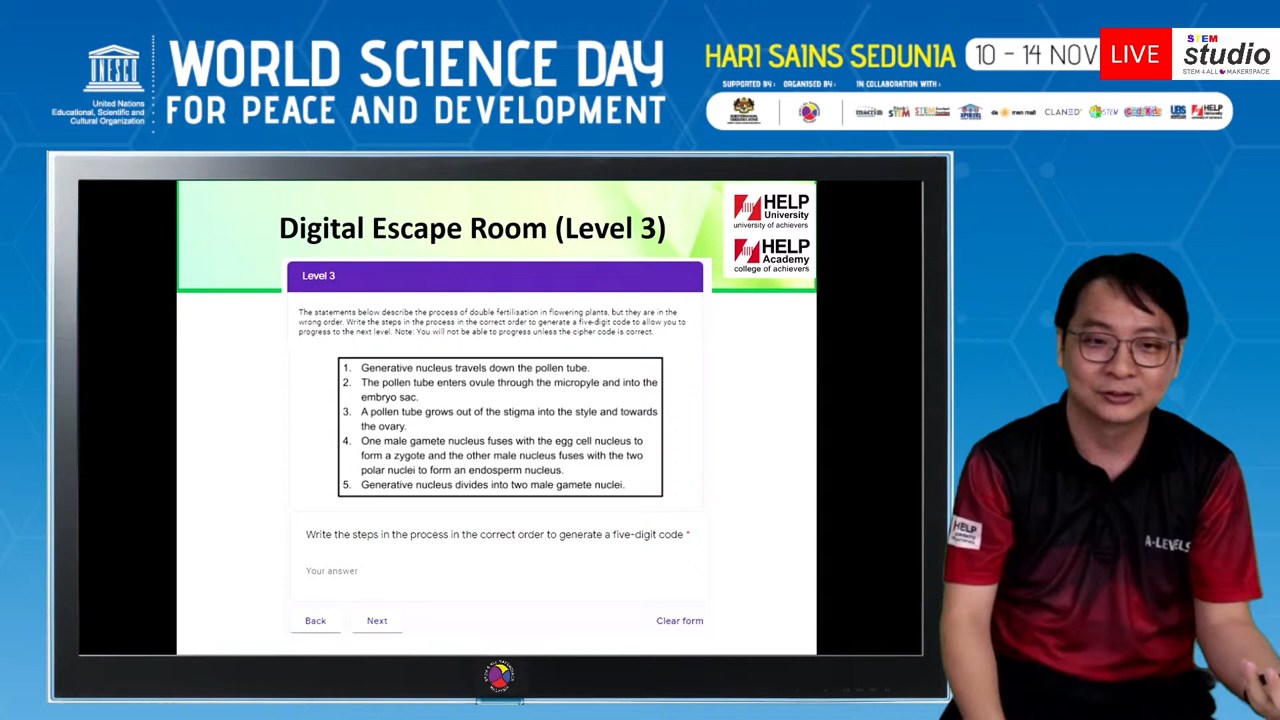 UNESCO
United Nations
Educational, Scientific and
Cultural Organization
WORLD SCIENCE DAY
FOR PEACE AND DEVELOPMENT
HARI SAINS SEDUNIA
10 - 14 NOV
LIVE
STEM
studio
STEM 4 ALL MAKERSPACE
SUPPORTED BY : ORGANISED BY : IN COLLABORATION WITH :
CLANED
HELP
Digital Escape Room (Level 3)
HELP
University
university of achievers
HELP
Academy
college of achievers
Level 3
The statements below describe the process of double fertilisation in flowering plants, but they are in the
wrong order. Write the steps in the process in the correct order to generate a five-digit code to allow you to
progress to the next level. Note: You will not be able to progress unless the cipher code is correct.
1. Generative nucleus travels down the pollen tube.
2. The pollen tube enters ovule through the micropyle and into the
embryo sac.
3. A pollen tube grows out of the stigma into the style and towards
the ovary.
4. One male gamete nucleus fuses with the egg cell nucleus to
form a zygote and the other male nucleus fuses with the two
polar nuclei to form an endosperm nucleus.
5. Generative nucleus divides into two male gamete nuclei.
Write the steps in the process in the correct order to generate a five-digit code *
Your answer
Back Next Clear form
HELP
A-LEVELS